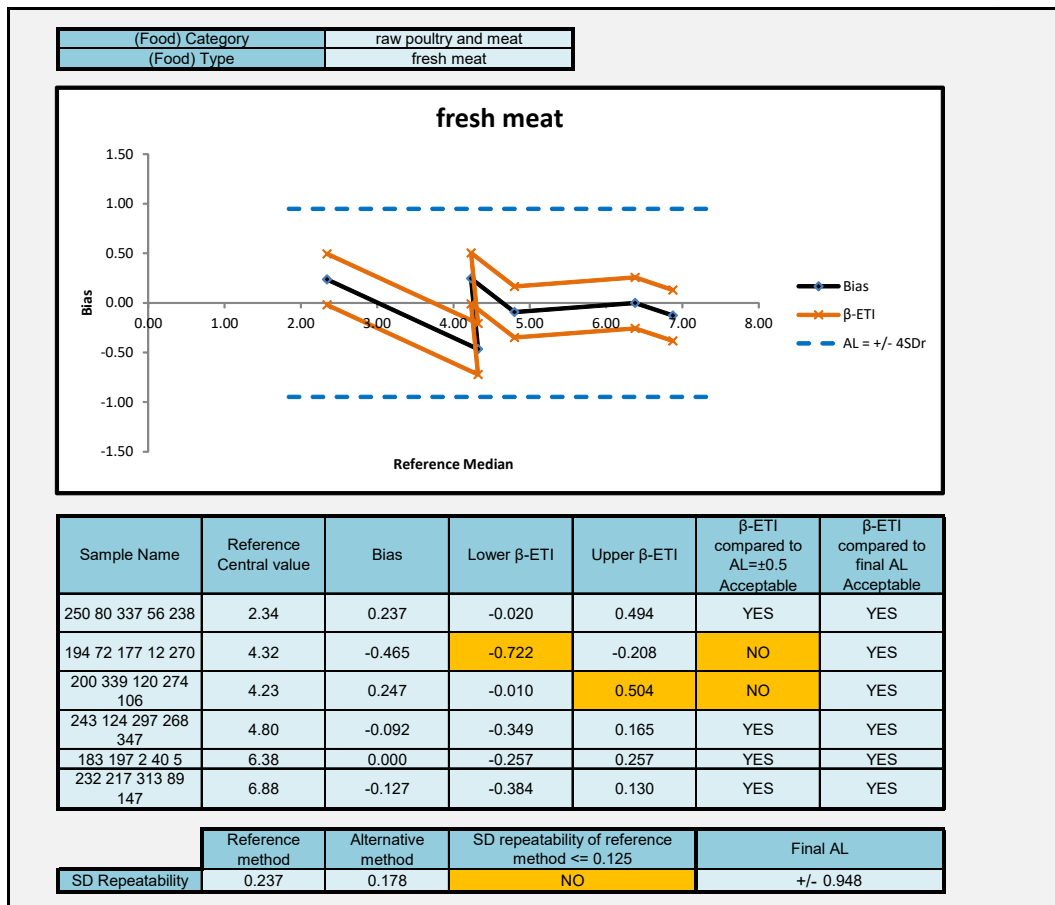 (Food) Category raw poultry and meat
(Food) Type fresh meat
fresh meat
1.50
1.00
0.50
0.00
-0.50
-1.00
-1.50
Bias
0.00 1.00 2.00 3.00 4.00 5.00 6.00 7.00 8.00
Reference Median
Bias
β-ETI
AL = +/- 4SDr
Sample Name Reference Central value Bias Lower β-ETI Upper β-ETI β-ETI compared to AL=±0.5 Acceptable β-ETI compared to final AL Acceptable
250 80 337 56 238 2.34 0.237 -0.020 0.494 YES YES
194 72 177 12 270 4.32 -0.465 -0.722 -0.208 NO YES
200 339 120 274 106 4.23 0.247 -0.010 0.504 NO YES
243 124 297 268 347 4.80 -0.092 -0.349 0.165 YES YES
183 197 2 40 5 6.38 0.000 -0.257 0.257 YES YES
232 217 313 89 147 6.88 -0.127 -0.384 0.130 YES YES
Reference method Alternative method SD repeatability of reference method <= 0.125 Final AL
SD Repeatability 0.237 0.178 NO +/- 0.948